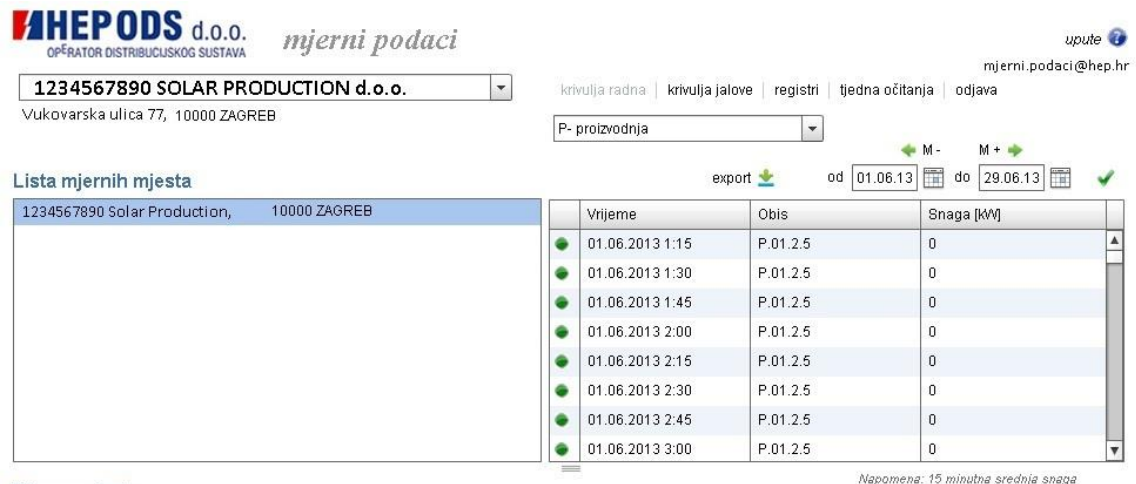 HEP ODS d.o.o.
OPERATOR DISTRIBUCIJSKOG SUSTAVA
mjerni podaci
upute ?
mjerni.podaci@hep.hr
1234567890 SOLAR PRODUCTION d.o.o.
Vukovarska ulica 77, 10000 ZAGREB
krivulja radna | krivulja jalove | registri | tjedna očitanja | odjava
P- proizvodnja
M - M +
Lista mjernih mjesta
export od 01.06.13 do 29.06.13
1234567890 Solar Production, 10000 ZAGREB
Vrijeme Obis Snaga [kW]
01.06.2013 1:15 P.01.2.5 0
01.06.2013 1:30 P.01.2.5 0
01.06.2013 1:45 P.01.2.5 0
01.06.2013 2:00 P.01.2.5 0
01.06.2013 2:15 P.01.2.5 0
01.06.2013 2:30 P.01.2.5 0
01.06.2013 2:45 P.01.2.5 0
01.06.2013 3:00 P.01.2.5 0
Napomena: 15 minutna srednja snaga